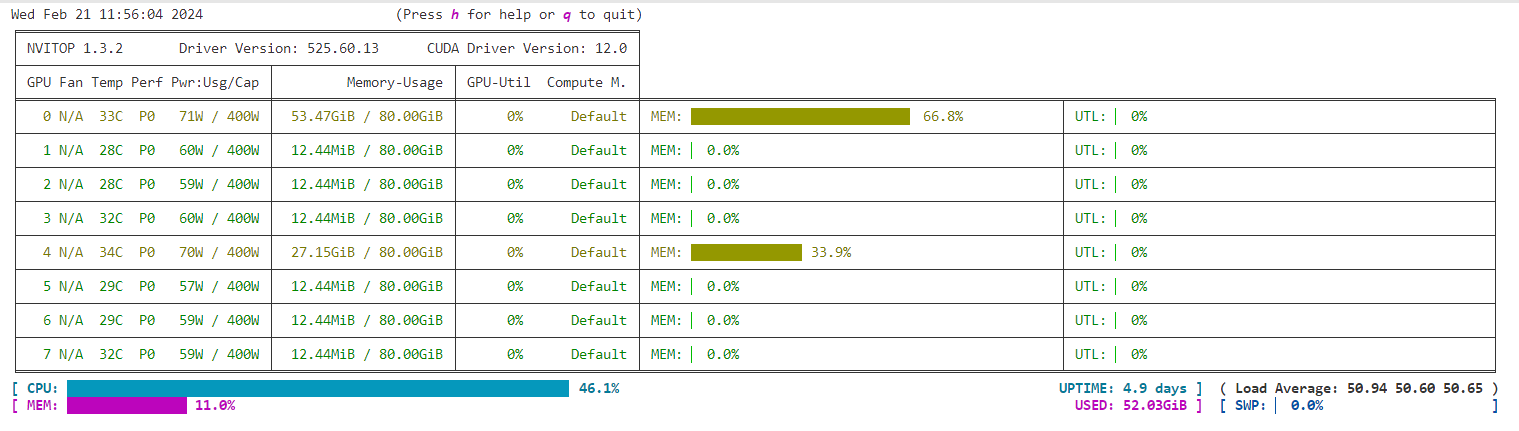 Wed Feb 21 11:56:04 2024 (Press h for help or q to quit)
NVITOP 1.3.2 Driver Version: 525.60.13 CUDA Driver Version: 12.0
GPU Fan Temp Perf Pwr:Usg/Cap Memory-Usage GPU-Util Compute M.
0 N/A 33C P0 71W / 400W 53.47GiB / 80.00GiB 0% Default MEM: 66.8% UTL: 0%
1 N/A 28C P0 60W / 400W 12.44MiB / 80.00GiB 0% Default MEM: 0.0% UTL: 0%
2 N/A 28C P0 59W / 400W 12.44MiB / 80.00GiB 0% Default MEM: 0.0% UTL: 0%
3 N/A 32C P0 60W / 400W 12.44MiB / 80.00GiB 0% Default MEM: 0.0% UTL: 0%
4 N/A 34C P0 70W / 400W 27.15GiB / 80.00GiB 0% Default MEM: 33.9% UTL: 0%
5 N/A 29C P0 57W / 400W 12.44MiB / 80.00GiB 0% Default MEM: 0.0% UTL: 0%
6 N/A 29C P0 59W / 400W 12.44MiB / 80.00GiB 0% Default MEM: 0.0% UTL: 0%
7 N/A 32C P0 59W / 400W 12.44MiB / 80.00GiB 0% Default MEM: 0.0% UTL: 0%
[ CPU: 46.1% UPTIME: 4.9 days ] ( Load Average: 50.94 50.60 50.65 )
[ MEM: 11.0% USED: 52.03GiB ] [ SWP: 0.0% ]